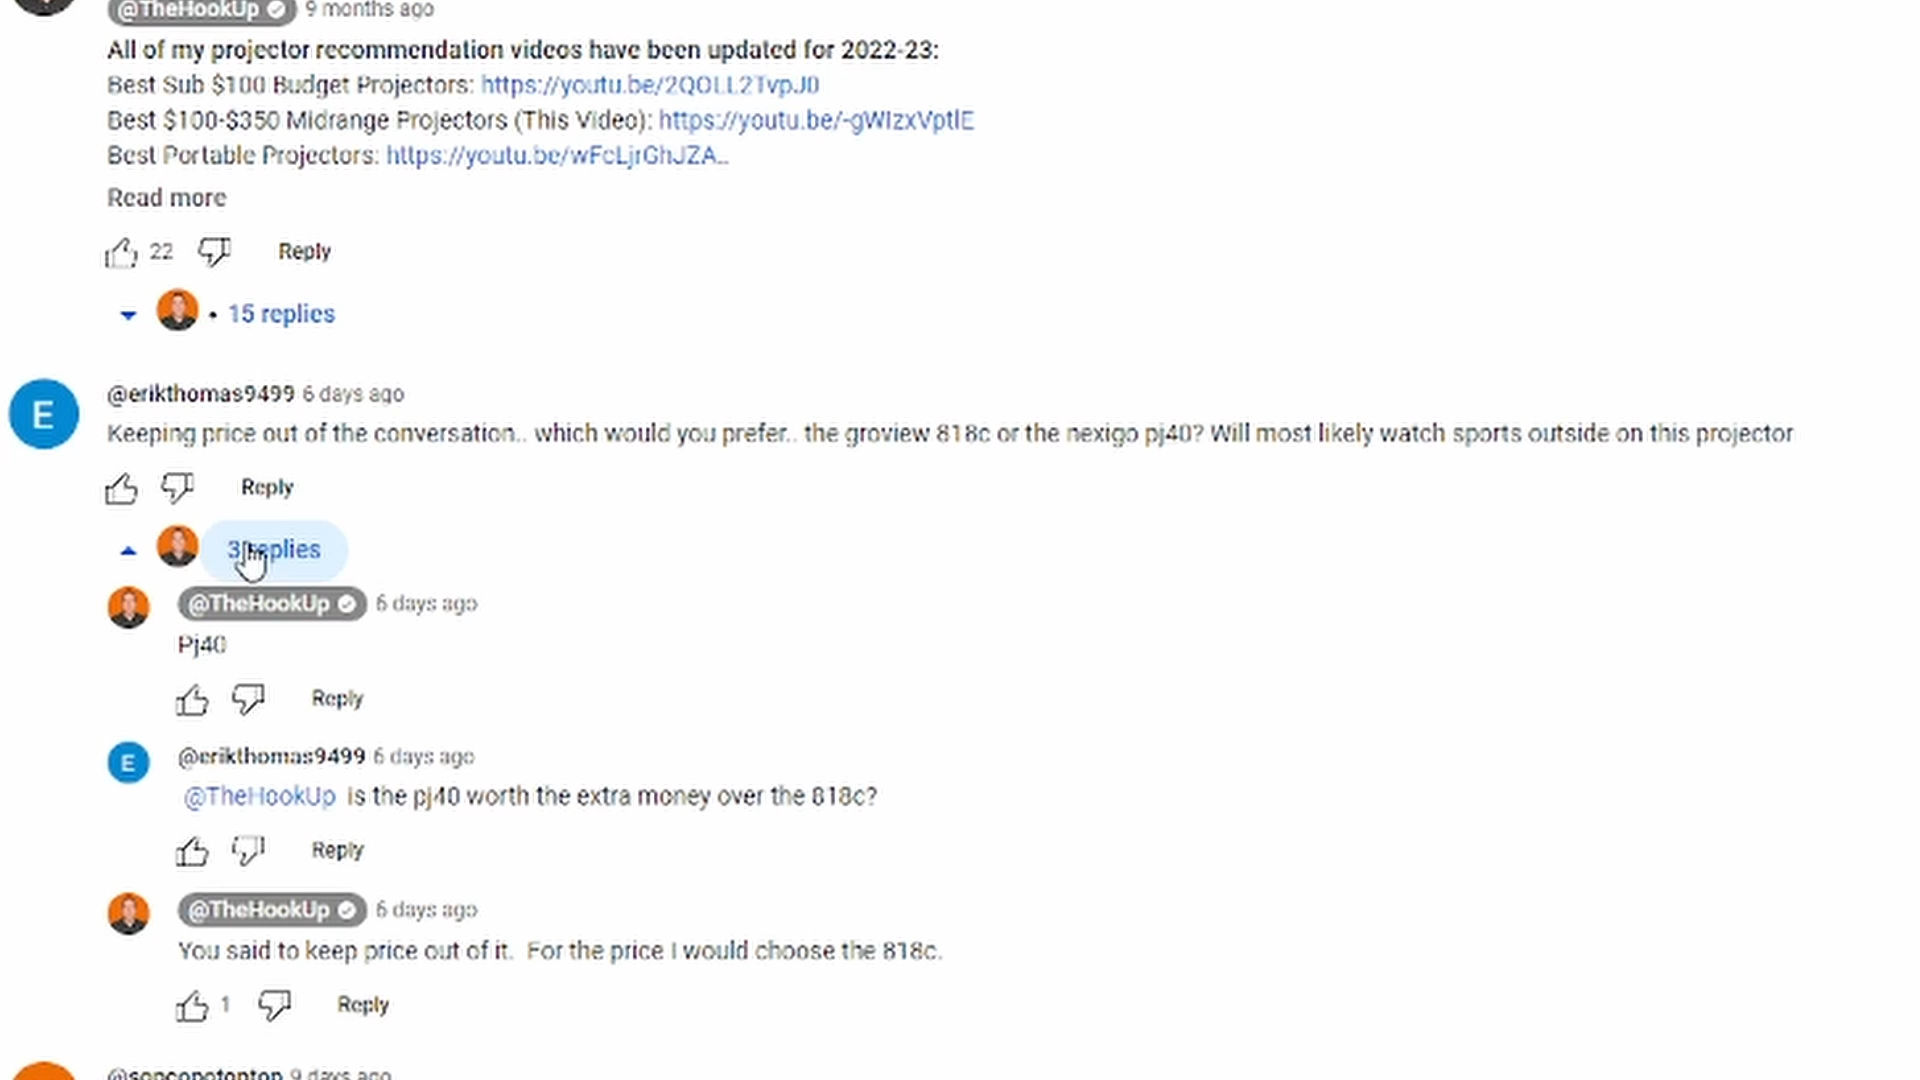 @TheHookUp 9 months ago
All of my projector recommendation videos have been updated for 2022-23:
Best Sub $100 Budget Projectors: https://youtu.be/2QOLL2TvpJ0
Best $100-$350 Midrange Projectors (This Video): https://youtu.be/-gWIzxVptlE
Best Portable Projectors: https://youtu.be/wFcLjrGhJZA..
Read more
22 Reply
• 15 replies
E
@erikthomas9499 6 days ago
Keeping price out of the conversation.. which would you prefer.. the groview 818c or the nexigo pj40? Will most likely watch sports outside on this projector
Reply
3 replies
@TheHookUp 6 days ago
Pj40
Reply
E
@erikthomas9499 6 days ago
@TheHookUp is the pj40 worth the extra money over the 818c?
Reply
@TheHookUp 6 days ago
You said to keep price out of it. For the price I would choose the 818c.
1 Reply
9 days ago